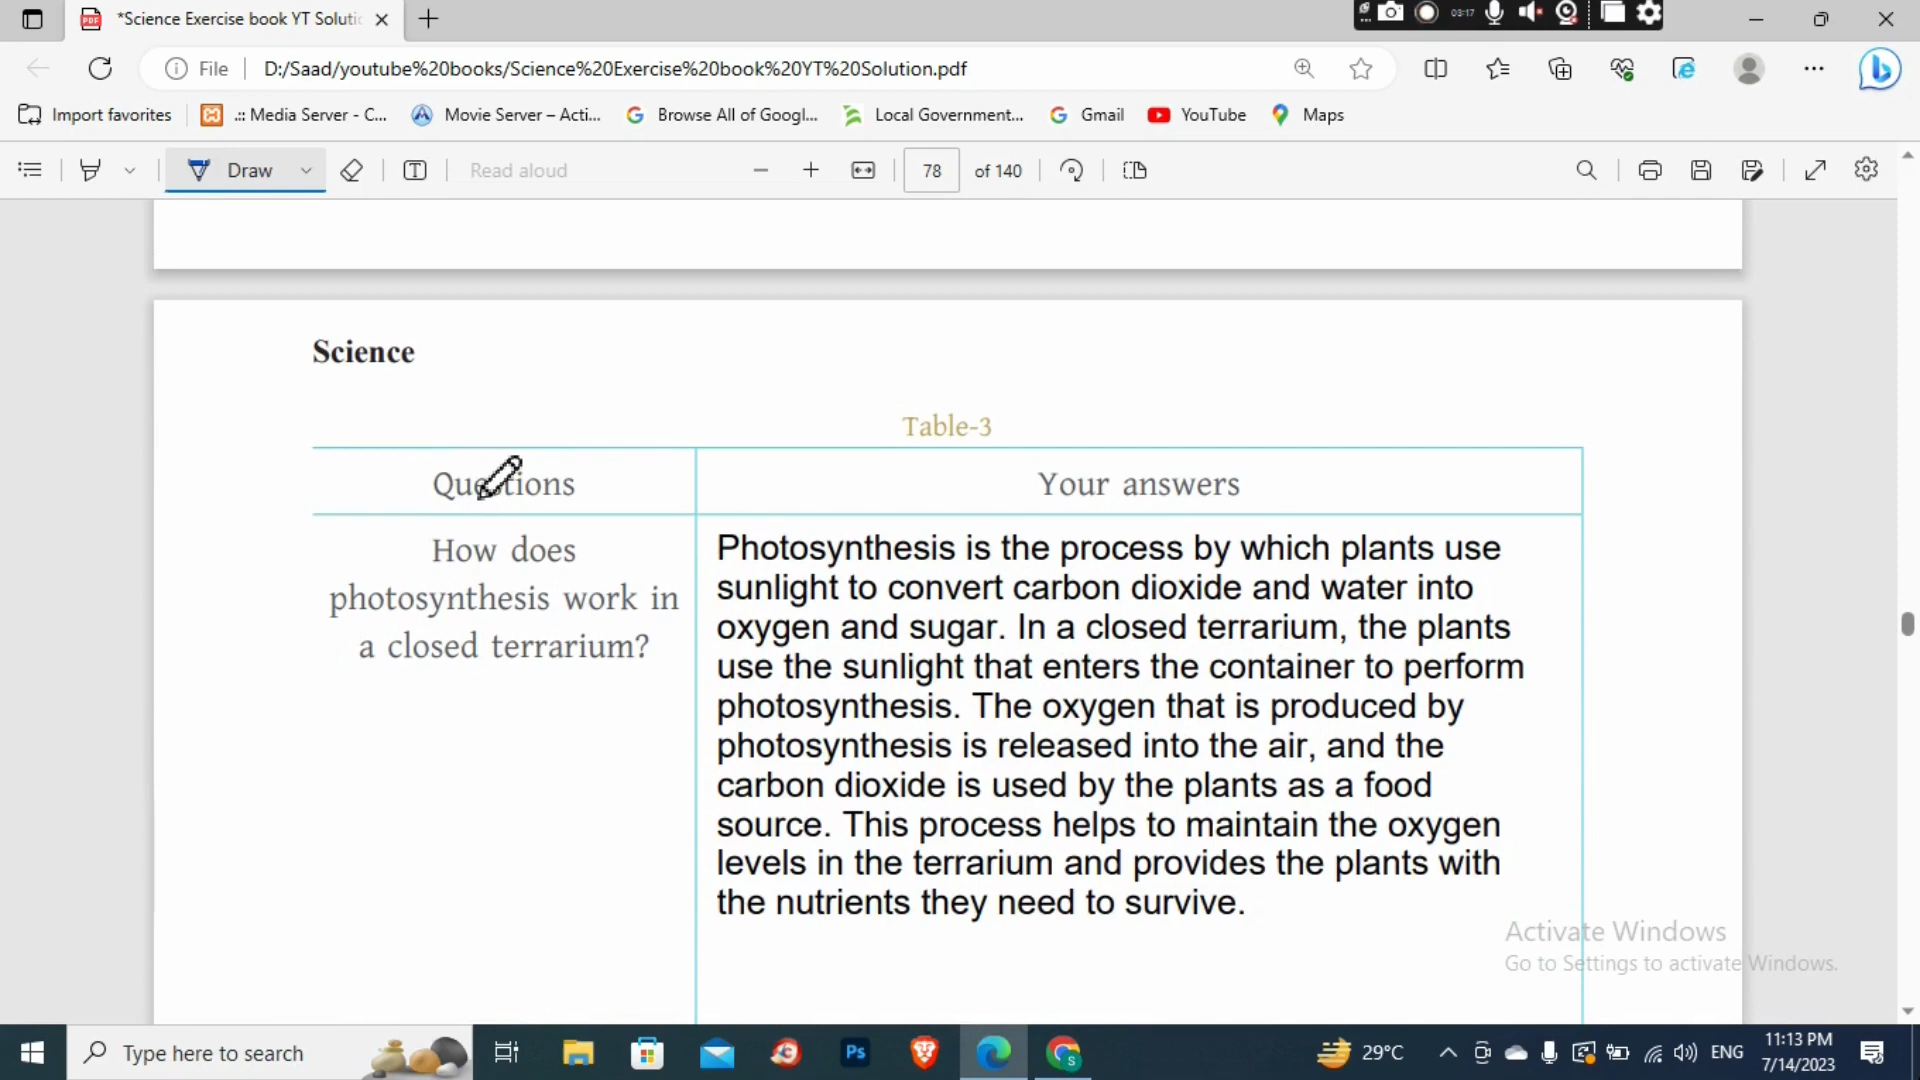 *Science Exercise book YT Soluti
03:17
File
D:/Saad/youtube%20books/Science%20Exercise%20book%20YT%20Solution.pdf
Import favorites
.:: Media Server - C...
Movie Server – Acti...
Browse All of Googl...
Local Government...
Gmail
YouTube
Maps
Draw
Read aloud
78
of 140
Science
Table-3
Questions
Your answers
How does
photosynthesis work in
a closed terrarium?
Photosynthesis is the process by which plants use
sunlight to convert carbon dioxide and water into
oxygen and sugar. In a closed terrarium, the plants
use the sunlight that enters the container to perform
photosynthesis. The oxygen that is produced by
photosynthesis is released into the air, and the
carbon dioxide is used by the plants as a food
source. This process helps to maintain the oxygen
levels in the terrarium and provides the plants with
the nutrients they need to survive.
Activate Windows
Go to Settings to activate Windows.
Type here to search
Ps
S
29°C
ENG
11:13 PM
7/14/2023